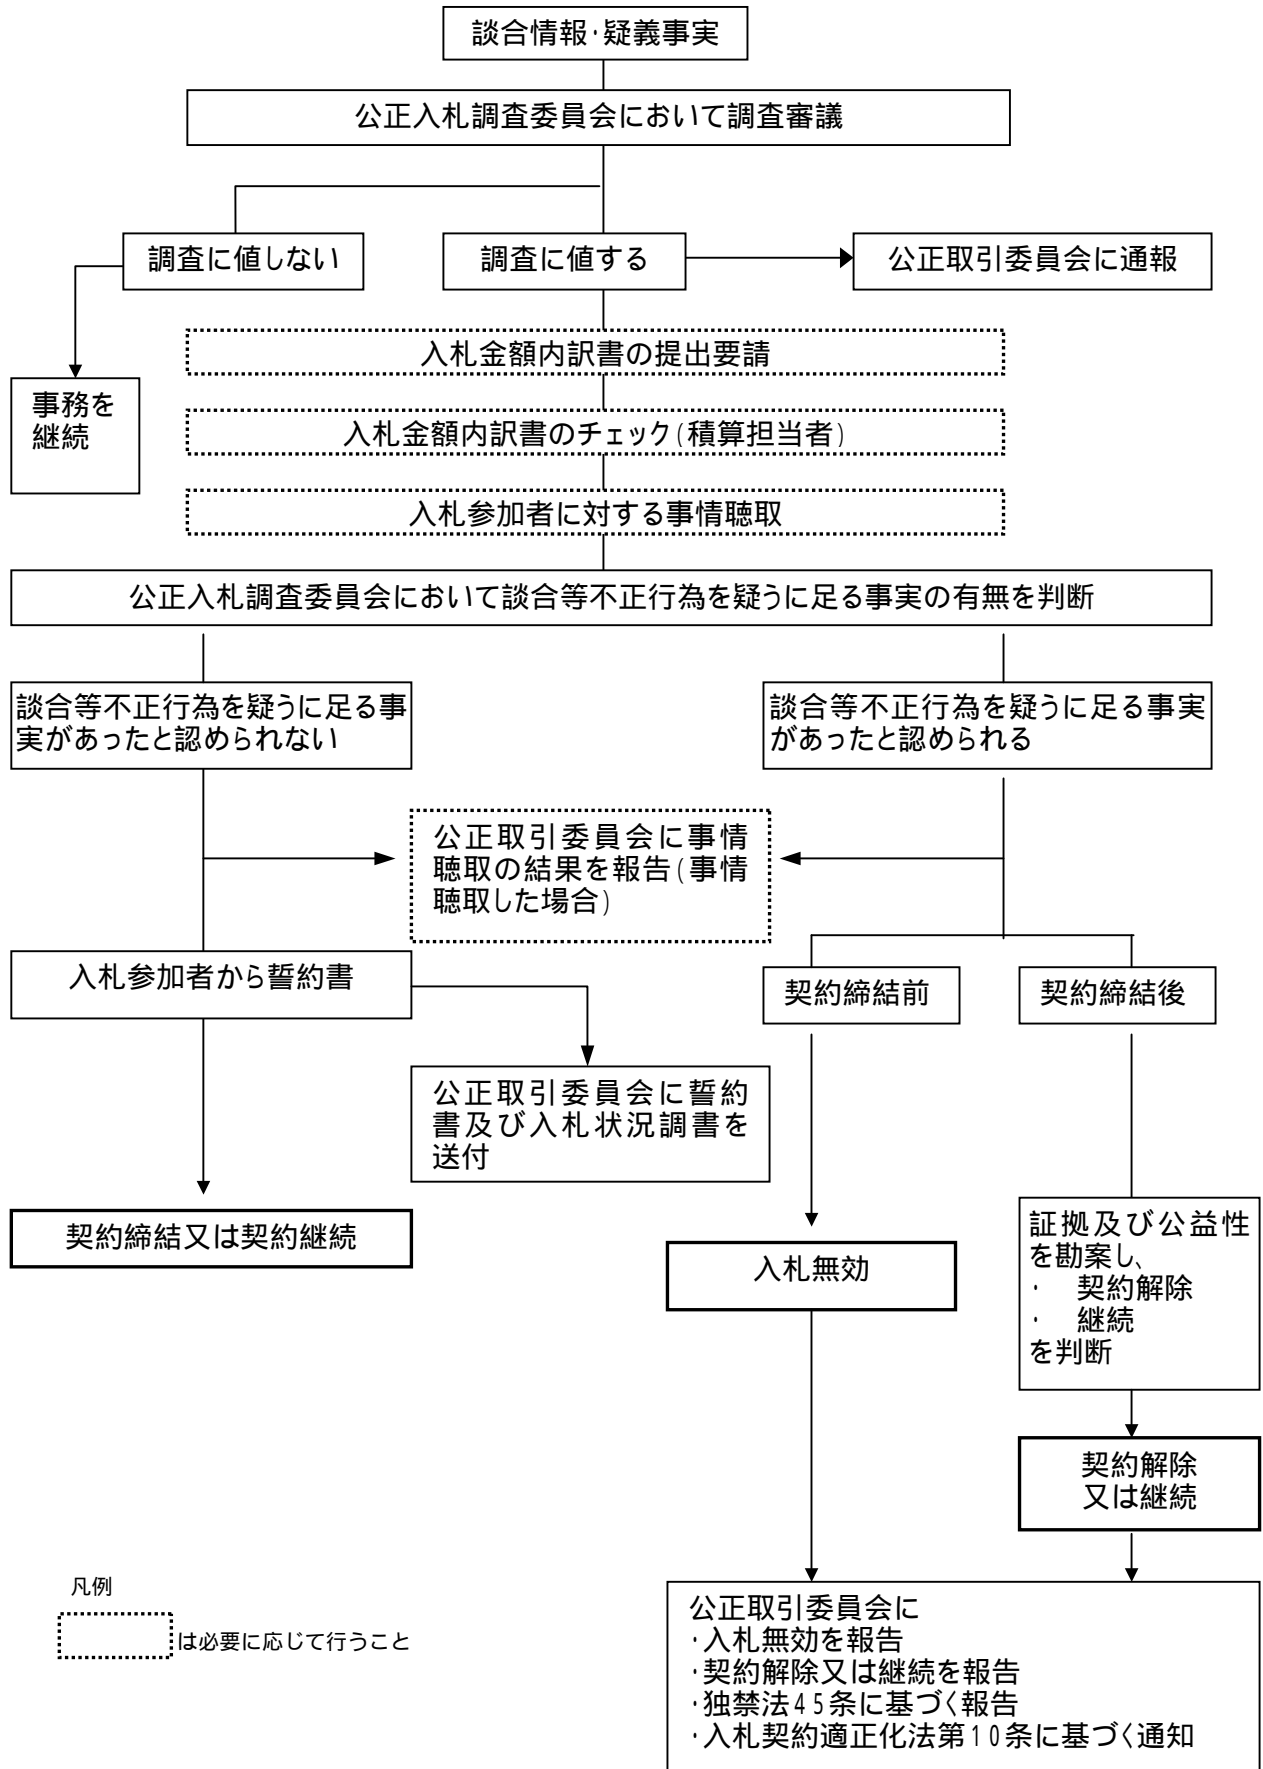 談合情報・疑義事実
公正入札調査委員会において調査審議
調査に値しない
調査に値する
公正取引委員会に通報
入札金額内訳書の提出要請
事務を
継続
入札金額内訳書のチェック(積算担当者)
入札参加者に対する事情聴取
公正入札調査委員会において談合等不正行為を疑うに足る事実の有無を判断
談合等不正行為を疑うに足る事
実があったと認められない
談合等不正行為を疑うに足る事実
があったと認められる
公正取引委員会に事情
聴取の結果を報告(事情
聴取した場合)
入札参加者から誓約書
契約締結前
契約締結後
公正取引委員会に誓約
書及び入札状況調書を
送付
契約締結又は契約継続
入札無効
証拠及び公益性
を勘案し、
・ 契約解除
・ 継続
を判断
契約解除
又は継続
凡例
は必要に応じて行うこと
公正取引委員会に
・入札無効を報告
・契約解除又は継続を報告
・独禁法45条に基づく報告
・入札契約適正化法第10条に基づく通知